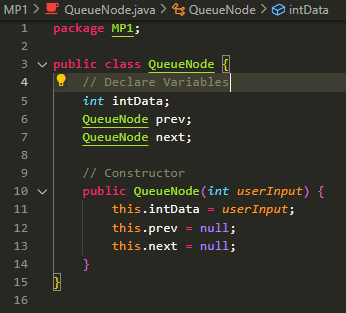 MP1 > QueueNode.java > QueueNode > intData
1 package MP1;
2
3 public class QueueNode {
4 // Declare Variables
5 int intData;
6 QueueNode prev;
7 QueueNode next;
8
9 // Constructor
10 public QueueNode(int userInput) {
11 this.intData = userInput;
12 this.prev = null;
13 this.next = null;
14 }
15 }
16